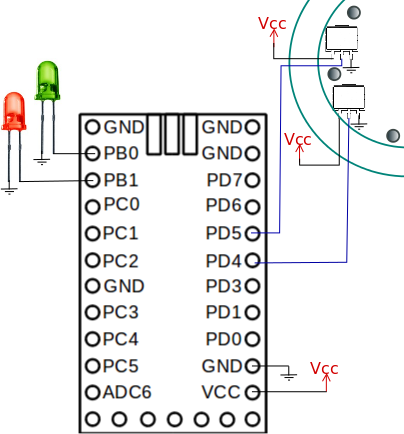 Vcc
GND GND
PB0 GND
Vcc
PB1 PD7
PC0 PD6
PC1 PD5
PC2 PD4
GND PD3
PC3 PD1
PC4 PD0
PC5 GND
Vcc
ADC6 VCC